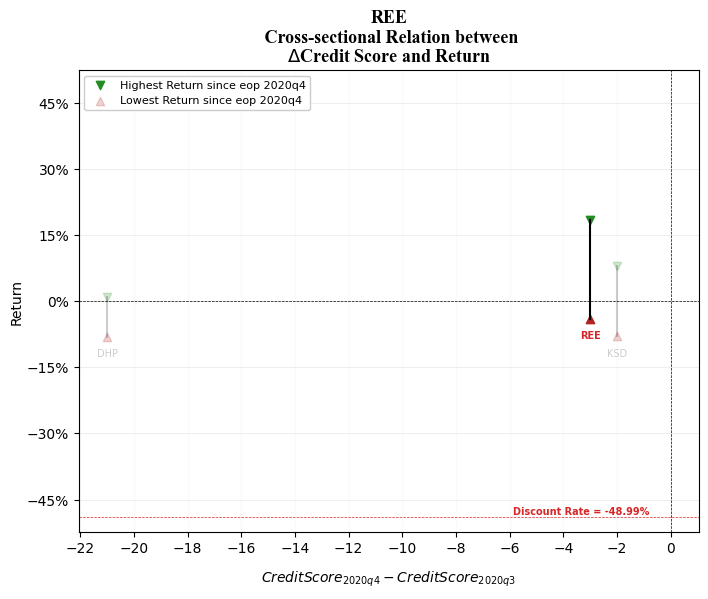 REE
Cross-sectional Relation between
ΔCredit Score and Return
Highest Return since eop 2020q4
Lowest Return since eop 2020q4
45%
30%
15%
0%
−15%
−30%
−45%
Return
DHP
REE
KSD
Discount Rate = -48.99%
−22 −20 −18 −16 −14 −12 −10 −8 −6 −4 −2 0
CreditScore2020q4 − CreditScore2020q3